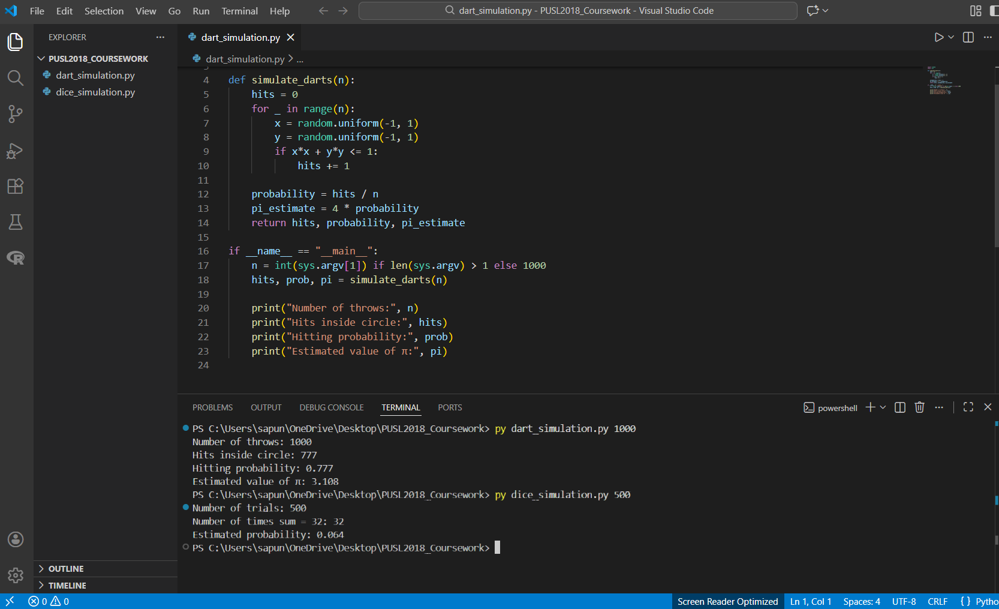 File Edit Selection View Go Run Terminal Help
dart_simulation.py - PUSL2018_Coursework - Visual Studio Code
EXPLORER
PUSL2018_COURSEWORK
dart_simulation.py
dice_simulation.py
OUTLINE
TIMELINE
dart_simulation.py
dart_simulation.py > ...
4 def simulate_darts(n):
5 hits = 0
6 for _ in range(n):
7 x = random.uniform(-1, 1)
8 y = random.uniform(-1, 1)
9 if x*x + y*y <= 1:
10 hits += 1
11
12 probability = hits / n
13 pi_estimate = 4 * probability
14 return hits, probability, pi_estimate
15
16 if __name__ == "__main__":
17 n = int(sys.argv[1]) if len(sys.argv) > 1 else 1000
18 hits, prob, pi = simulate_darts(n)
19
20 print("Number of throws:", n)
21 print("Hits inside circle:", hits)
22 print("Hitting probability:", prob)
23 print("Estimated value of π:", pi)
24
PROBLEMS OUTPUT DEBUG CONSOLE TERMINAL PORTS
powershell
PS C:\Users\sapun\OneDrive\Desktop\PUSL2018_Coursework> py dart_simulation.py 1000
Number of throws: 1000
Hits inside circle: 777
Hitting probability: 0.777
Estimated value of π: 3.108
PS C:\Users\sapun\OneDrive\Desktop\PUSL2018_Coursework> py dice_simulation.py 500
Number of trials: 500
Number of times sum = 32: 32
Estimated probability: 0.064
PS C:\Users\sapun\OneDrive\Desktop\PUSL2018_Coursework>
0 0
Screen Reader Optimized Ln 1, Col 1 Spaces: 4 UTF-8 CRLF { } Pytho